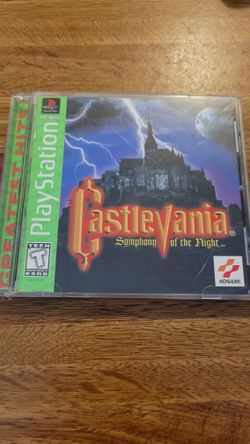 GREATEST HITS
PlayStation
Castlevania
Symphony of the Night
TEEN
T
ESRB
KONAMI